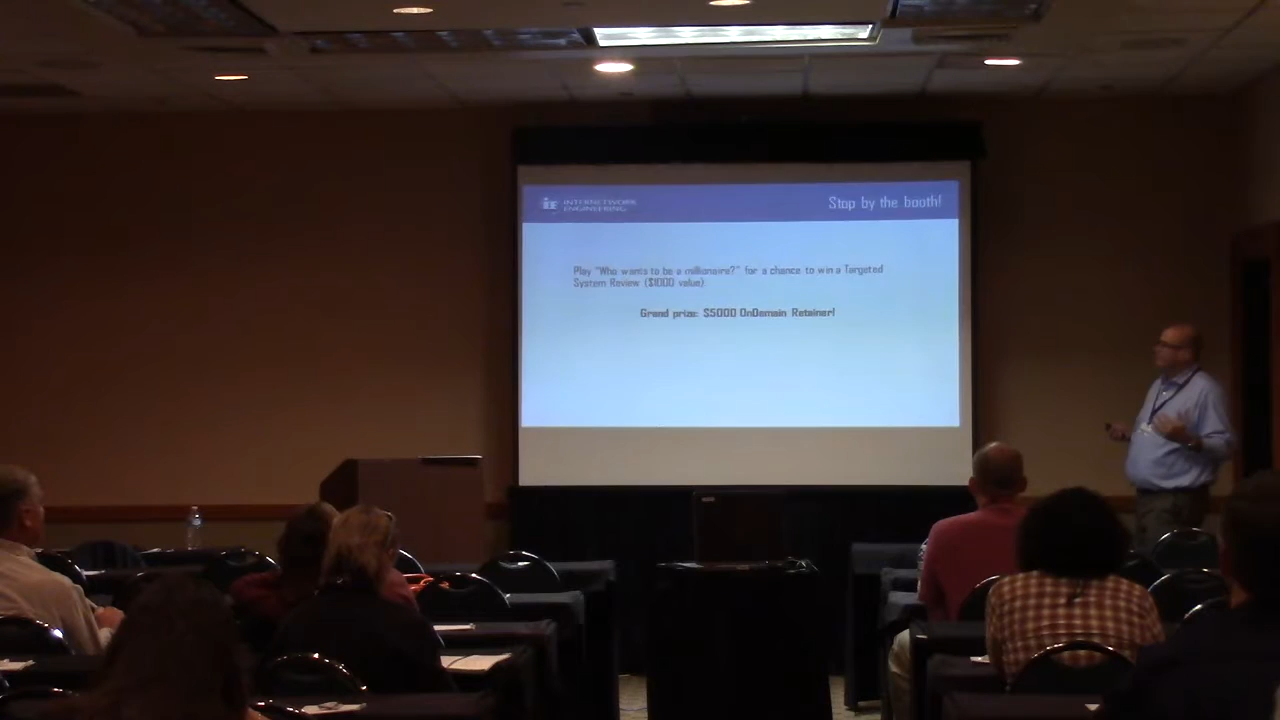 INTERNETWORK
ENGINEERING
Stop by the booth!
Play "Who wants to be a millionaire?" for a chance to win a Targeted
System Review ($1000 value).
Grand prize: $5000 OnDemain Retainer!